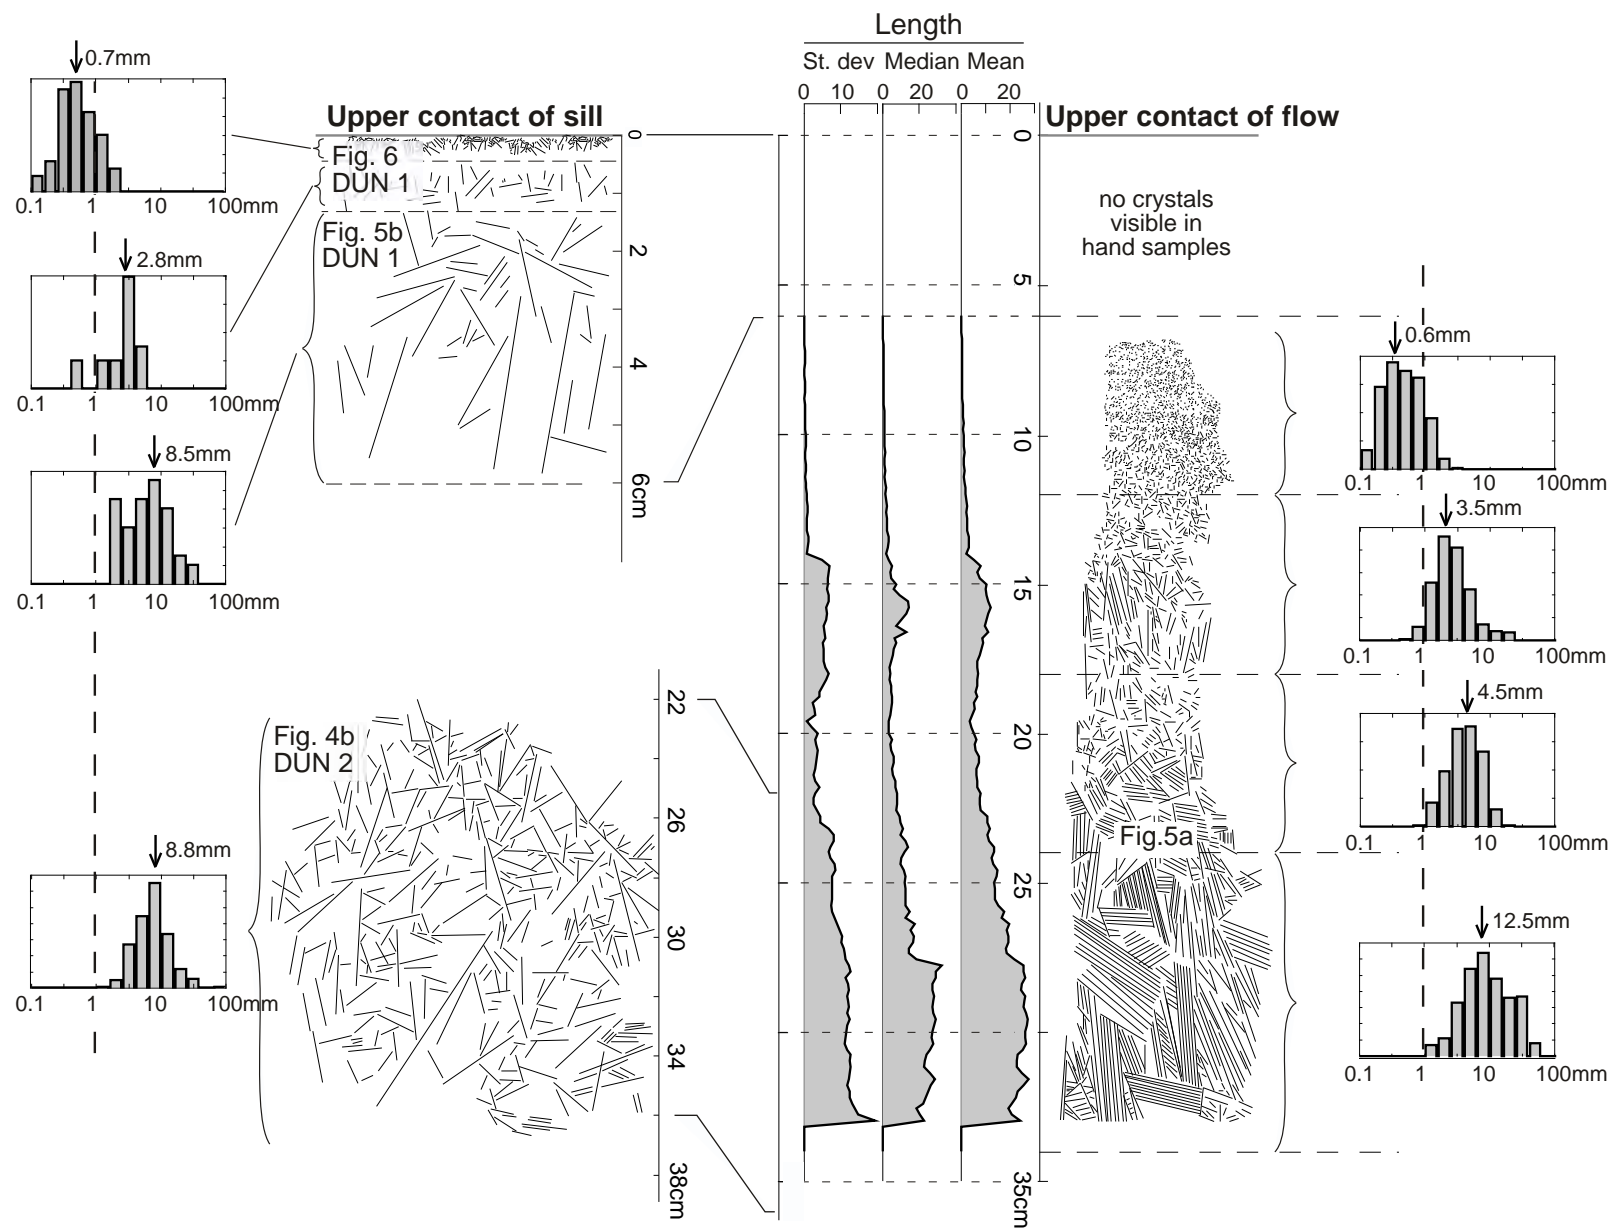 Length
St. dev Median Mean
0 10 0 20 0 20
Upper contact of sill
Upper contact of flow
0.7mm
0.1 1 10 100mm
2.8mm
0.1 1 10 100mm
8.5mm
0.1 1 10 100mm
8.8mm
0.1 1 10 100mm
Fig. 6
DUN 1
Fig. 5b
DUN 1
0
2
4
6cm
Fig. 4b
DUN 2
22
26
30
34
38cm
0
5
10
15
20
25
35cm
no crystals
visible in
hand samples
Fig.5a
0.6mm
0.1 1 10 100mm
3.5mm
0.1 1 10 100mm
4.5mm
0.1 1 10 100mm
12.5mm
0.1 1 10 100mm